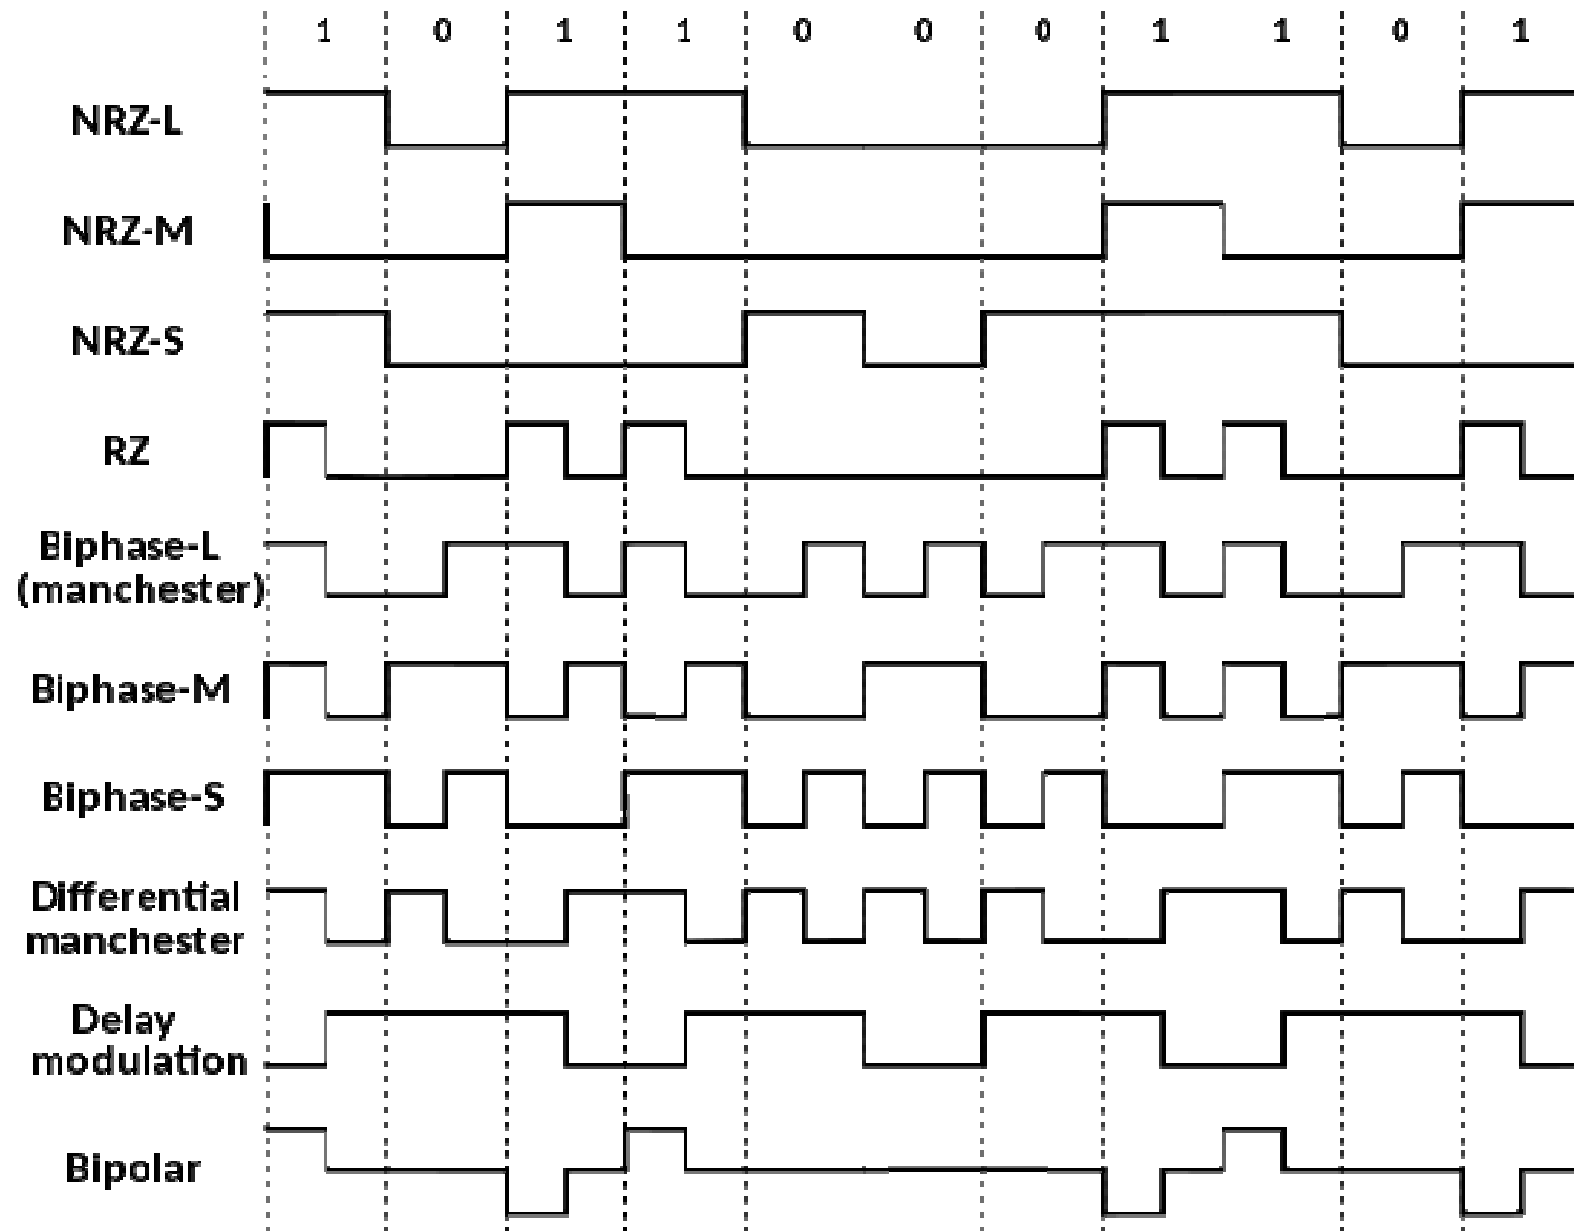 1 0 1 1 0 0 0 1 1 0 1
NRZ-L
NRZ-M
NRZ-S
RZ
Biphase-L
(manchester)
Biphase-M
Biphase-S
Differential
manchester
Delay
modulation
Bipolar